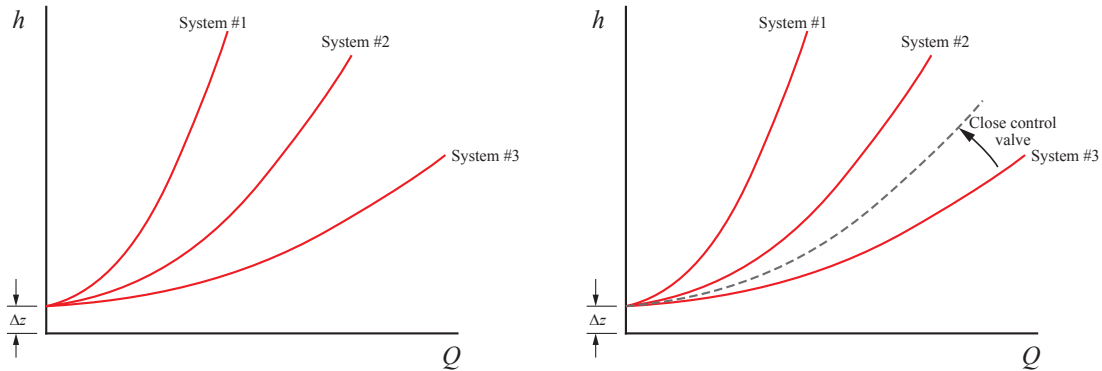 h
System #1
System #2
System #3
Δz
Q
h
System #1
System #2
Close control
valve
System #3
Δz
Q